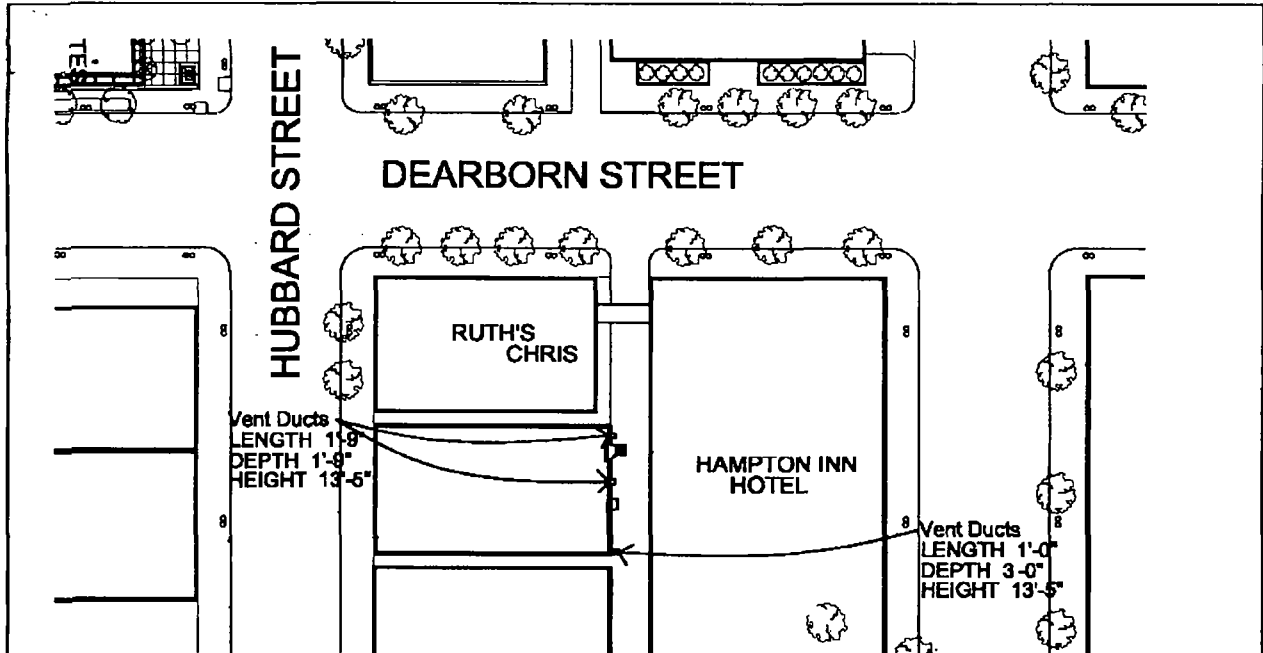 TES
HUBBARD STREET
DEARBORN STREET
RUTH'S
CHRIS
Vent Ducts
LENGTH 1'-9"
DEPTH 1'-9"
HEIGHT 13'-5"
HAMPTON INN
HOTEL
Vent Ducts
LENGTH 1'-0"
DEPTH 3'-0"
HEIGHT 13'-5"